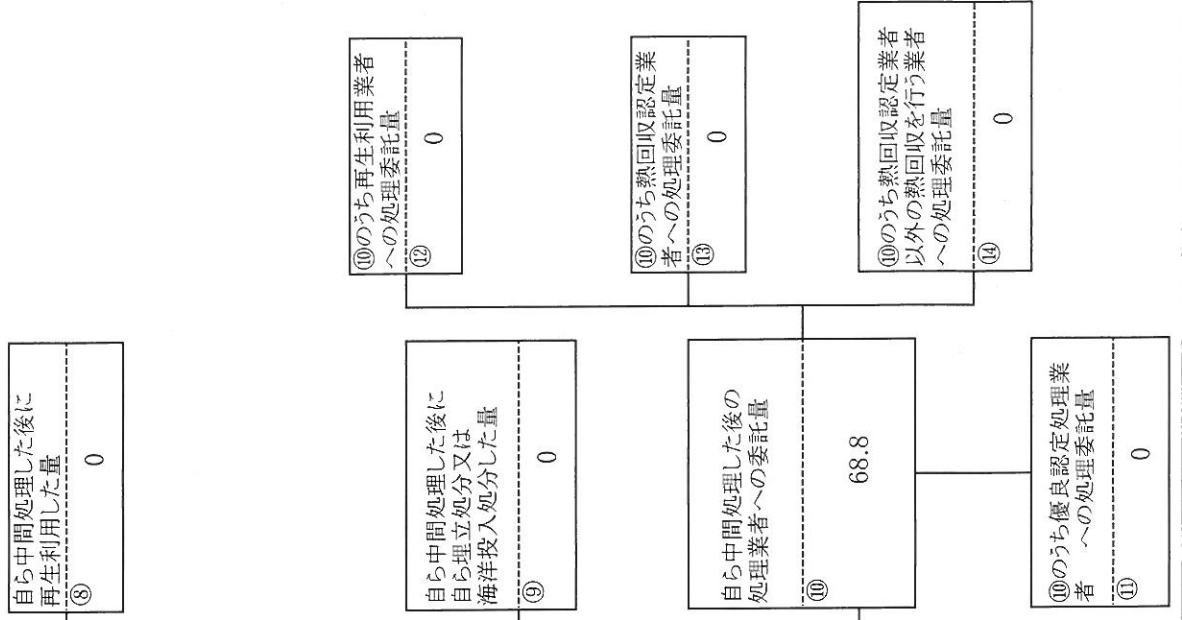 自ら中間処理した後に
再生利用した量
⑧
0
自ら中間処理した後に
自ら埋立処分又は
海洋投入処分した量
⑨
0
自ら中間処理した後の
処理業者への委託量
⑩
68.8
⑩のうち優良認定処理業
者　への処理委託量
⑪
0
⑩のうち再生利用業者
への処理委託量
⑫
0
⑩のうち熱回収認定業
者への処理委託量
⑬
0
⑩のうち熱回収認定業者
以外の熱回収を行う業者
への処理委託量
⑭
0